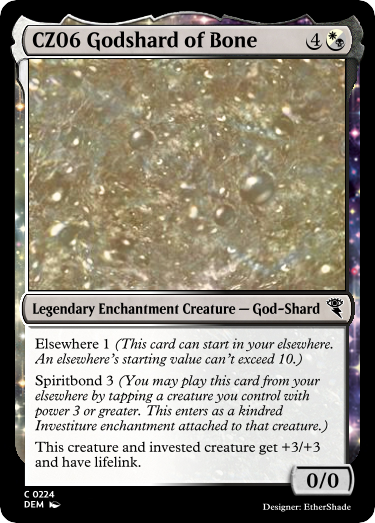 CZ06 Godshard of Bone 4
Legendary Enchantment Creature — God-Shard
Elsewhere 1 (This card can start in your elsewhere.
An elsewhere's starting value can't exceed 10.)
Spiritbond 3 (You may play this card from your
elsewhere by tapping a creature you control with
power 3 or greater. This enters as a kindred
Investiture enchantment attached to that creature.)
This creature and invested creature get +3/+3
and have lifelink.
0/0
C 0224
DEM
Designer: EtherShade